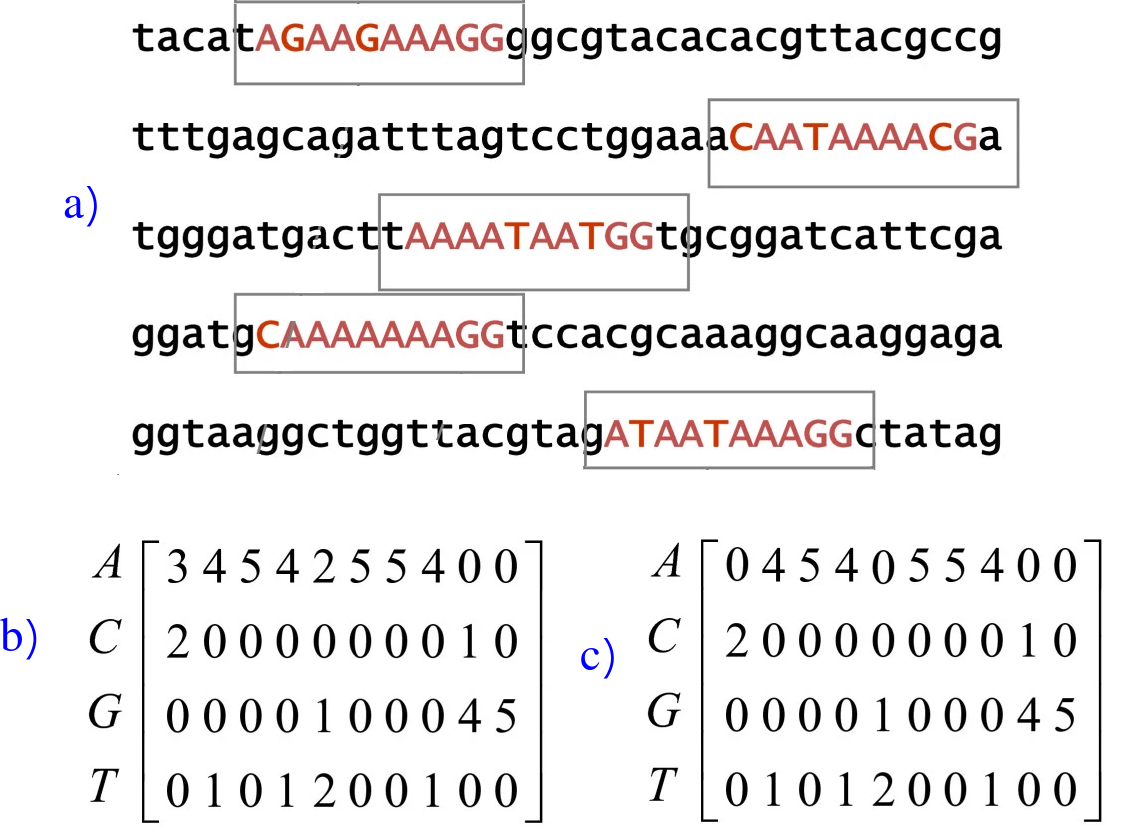 tacatAGAAGAAAGGggcgtacacacgttacgccg
tttgagcagatttagtcctggaaaCAATAAAACGa
a)
tgggatgacttAAAATAATGGtgcggatcattcga
ggatgCAAAAAAAGGtccacgcaaaggcaaggaga
ggtaaggctggttacgtagATAATAAAGGctatag
b)
A 3 4 5 4 2 5 5 4 0 0
C 2 0 0 0 0 0 0 0 1 0
G 0 0 0 0 1 0 0 0 4 5
T 0 1 0 1 2 0 0 1 0 0
c)
A 0 4 5 4 0 5 5 4 0 0
C 2 0 0 0 0 0 0 0 1 0
G 0 0 0 0 1 0 0 0 4 5
T 0 1 0 1 2 0 0 1 0 0